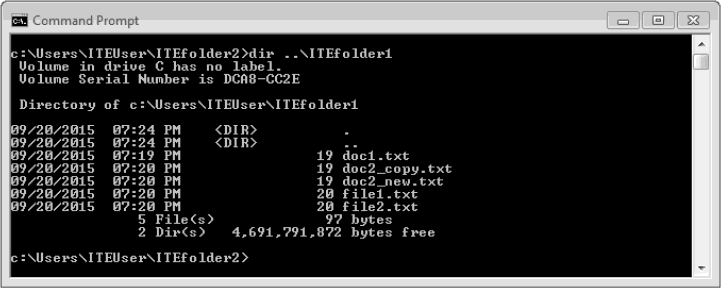 Command Prompt
c:\Users\ITEUser\ITEfolder2>dir ..\ITEfolder1
 Volume in drive C has no label.
 Volume Serial Number is DCA8-CC2E

 Directory of c:\Users\ITEUser\ITEfolder1

09/20/2015  07:24 PM    <DIR>          .
09/20/2015  07:24 PM    <DIR>          ..
09/20/2015  07:19 PM                19 doc1.txt
09/20/2015  07:20 PM                19 doc2_copy.txt
09/20/2015  07:20 PM                19 doc2_new.txt
09/20/2015  07:20 PM                20 file1.txt
09/20/2015  07:20 PM                20 file2.txt
               5 File(s)             97 bytes
               2 Dir(s)   4,691,791,872 bytes free

c:\Users\ITEUser\ITEfolder2>